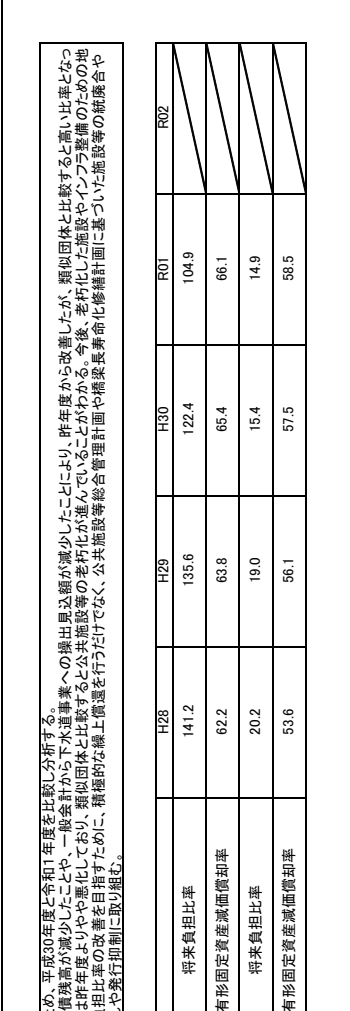 め、平成30年度と令和1年度を比較し分析する。
債残高が減少したことや、一般会計から下水道事業への操出見込額が減少したことにより、昨年度から改善したが、類似団体と比較すると高い比率となっ
は昨年度よりやや悪化しており、類似団体と比較すると公共施設等の老朽化が進んでいることがわかる。今後、老朽化した施設やインフラ整備のための地
担比率の改善を目指すために、積極的な繰上償還を行うだけでなく、公共施設等総合管理計画や橋梁長寿命化修繕計画に基づいた施設等の統廃合や
や発行抑制に取り組む。
H28 H29 H30 R01 R02
将来負担比率 141.2 135.6 122.4 104.9
有形固定資産減価償却率 62.2 63.8 65.4 66.1
将来負担比率 20.2 19.0 15.4 14.9
有形固定資産減価償却率 53.6 56.1 57.5 58.5